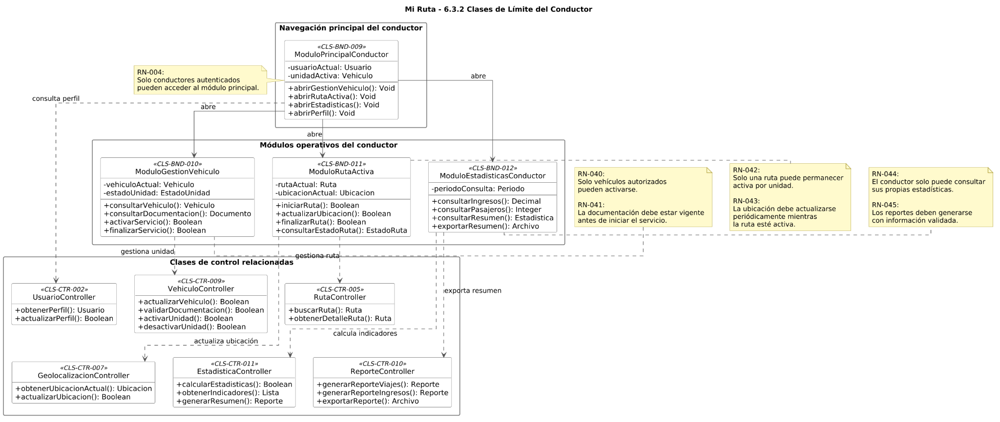 Mi Ruta - 6.3.2 Clases de Límite del Conductor
Navegación principal del conductor
«CLS-BND-009»
ModuloPrincipalConductor
-usuarioActual: Usuario
-unidadActiva: Vehiculo
+abrirGestionVehiculo(): Void
+abrirRutaActiva(): Void
+abrirEstadisticas(): Void
+abrirPerfil(): Void
RN-004:
Solo conductores autenticados
pueden acceder al módulo principal.
consulta perfil
abre
abre
abre
Módulos operativos del conductor
«CLS-BND-010»
ModuloGestionVehiculo
-vehiculoActual: Vehiculo
-estadoUnidad: EstadoUnidad
+consultarVehiculo(): Vehiculo
+consultarDocumentacion(): Documento
+activarServicio(): Boolean
+finalizarServicio(): Boolean
«CLS-BND-011»
ModuloRutaActiva
-rutaActual: Ruta
-ubicacionActual: Ubicacion
+iniciarRuta(): Boolean
+actualizarUbicacion(): Boolean
+finalizarRuta(): Boolean
+consultarEstadoRuta(): EstadoRuta
«CLS-BND-012»
ModuloEstadisticasConductor
-periodoConsulta: Periodo
+consultarIngresos(): Decimal
+consultarPasajeros(): Integer
+consultarResumen(): Estadistica
+exportarResumen(): Archivo
RN-040:
Solo vehículos autorizados
pueden activarse.
RN-041:
La documentación debe estar vigente
antes de iniciar el servicio.
RN-042:
Solo una ruta puede permanecer
activa por unidad.
RN-043:
La ubicación debe actualizarse
periódicamente mientras
la ruta esté activa.
RN-044:
El conductor solo puede consultar
sus propias estadísticas.
RN-045:
Los reportes deben generarse
con información validada.
gestiona unidad
gestiona ruta
Clases de control relacionadas
«CLS-CTR-002»
UsuarioController
+obtenerPerfil(): Usuario
+actualizarPerfil(): Boolean
«CLS-CTR-009»
VehiculoController
+actualizarVehiculo(): Boolean
+validarDocumentacion(): Boolean
+activarUnidad(): Boolean
+desactivarUnidad(): Boolean
«CLS-CTR-005»
RutaController
+buscarRuta(): Ruta
+obtenerDetalleRuta(): Ruta
exporta resumen
calcula indicadores
actualiza ubicación
«CLS-CTR-007»
GeolocalizacionController
+obtenerUbicacionActual(): Ubicacion
+actualizarUbicacion(): Boolean
«CLS-CTR-011»
EstadisticaController
+calcularEstadisticas(): Boolean
+obtenerIndicadores(): Lista
+generarResumen(): Reporte
«CLS-CTR-010»
ReporteController
+generarReporteViajes(): Reporte
+generarReporteIngresos(): Reporte
+exportarReporte(): Archivo